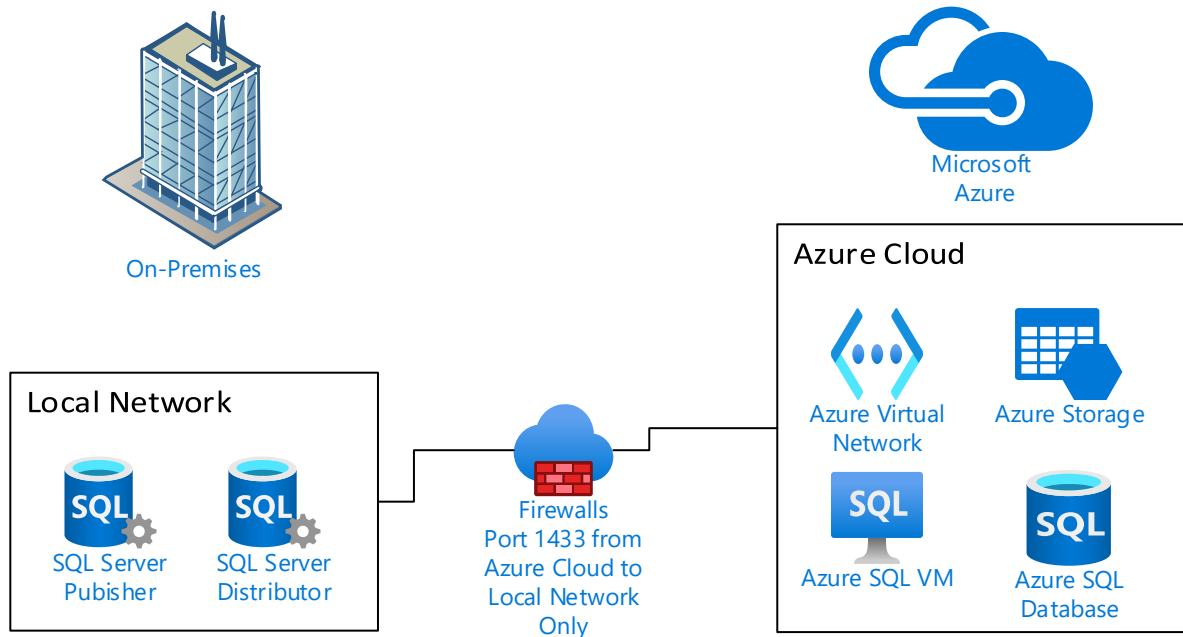 Microsoft
Azure
On-Premises
Azure Cloud
Local Network
Azure Virtual
Network
Azure Storage
SQL
SQL
SQL Server
Pubisher
SQL Server
Distributor
Firewalls
Port 1433 from
Azure Cloud to
Local Network
Only
SQL
Azure SQL VM
SQL
Azure SQL
Database